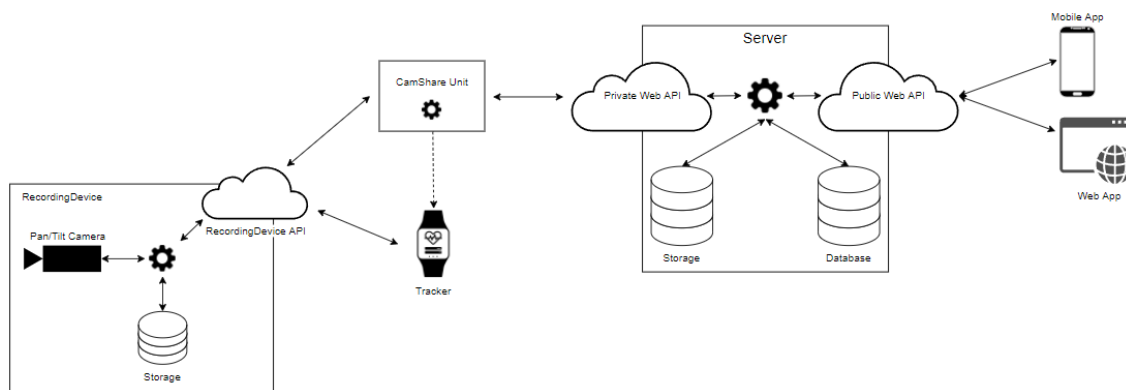 Mobile App
Server
CamShare Unit
Private Web API
Public Web API
RecordingDevice
Web App
RecordingDevice API
Pan/Tilt Camera
Storage
Database
Tracker
Storage